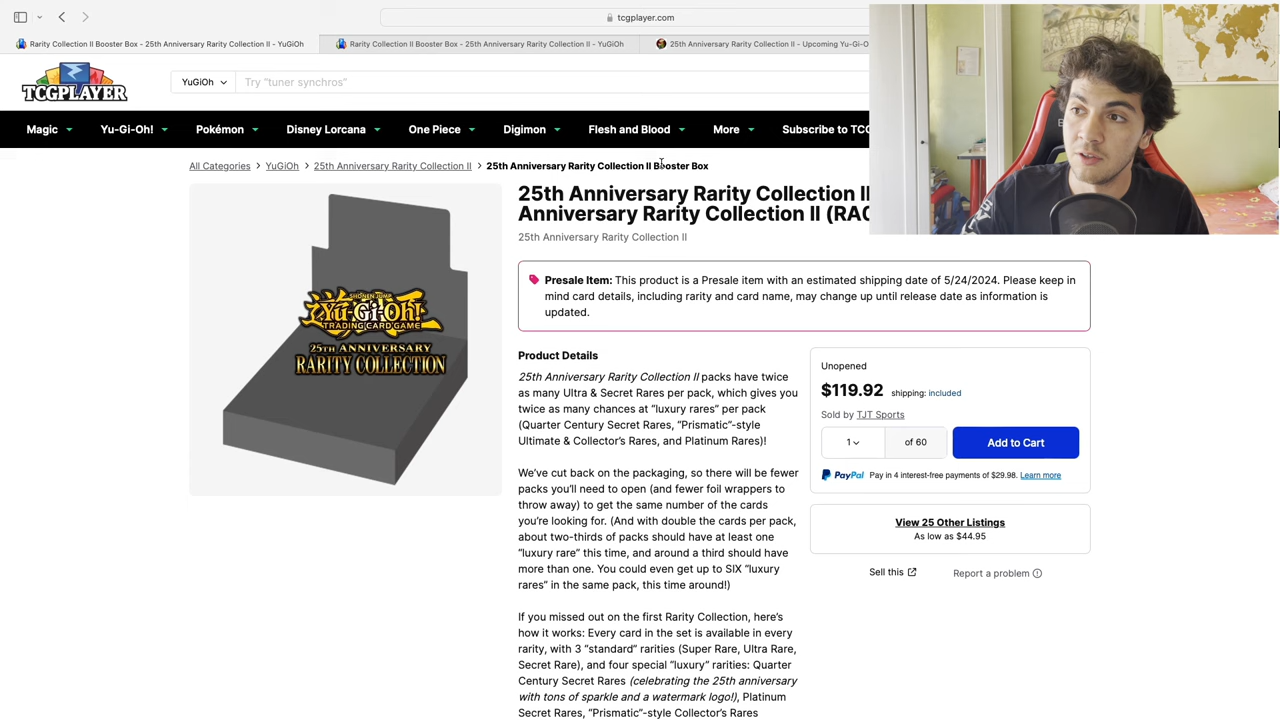 tcgplayer.com
Rarity Collection II Booster Box - 25th Anniversary Rarity Collection II - YuGiOh
Rarity Collection II Booster Box - 25th Anniversary Rarity Collection II - YuGiOh
25th Anniversary Rarity Collection II - Upcoming Yu-Gi-O
TCGPLAYER
YuGiOh
Try "tuner synchros"
Magic
Yu-Gi-Oh!
Pokémon
Disney Lorcana
One Piece
Digimon
Flesh and Blood
More
Subscribe to TC
All Categories > YuGiOh > 25th Anniversary Rarity Collection II > 25th Anniversary Rarity Collection II Booster Box
25th Anniversary Rarity Collection II
Anniversary Rarity Collection II (RA0
25th Anniversary Rarity Collection II
Presale Item: This product is a Presale item with an estimated shipping date of 5/24/2024. Please keep in
mind card details, including rarity and card name, may change up until release date as information is
updated.
SHONEN JUMP
Yu-Gi-Oh!
TRADING CARD GAME
25TH ANNIVERSARY
RARITY COLLECTION
Product Details
25th Anniversary Rarity Collection II packs have twice
as many Ultra & Secret Rares per pack, which gives you
twice as many chances at "luxury rares" per pack
(Quarter Century Secret Rares, "Prismatic"-style
Ultimate & Collector's Rares, and Platinum Rares)!
We've cut back on the packaging, so there will be fewer
packs you'll need to open (and fewer foil wrappers to
throw away) to get the same number of the cards
you're looking for. (And with double the cards per pack,
about two-thirds of packs should have at least one
"luxury rare" this time, and around a third should have
more than one. You could even get up to SIX "luxury
rares" in the same pack, this time around!)
If you missed out on the first Rarity Collection, here's
how it works: Every card in the set is available in every
rarity, with 3 "standard" rarities (Super Rare, Ultra Rare,
Secret Rare), and four special "luxury" rarities: Quarter
Century Secret Rares (celebrating the 25th anniversary
with tons of sparkle and a watermark logo!), Platinum
Secret Rares, "Prismatic"-style Collector's Rares
Unopened
$119.92 shipping: included
Sold by TJT Sports
1 of 60 Add to Cart
PayPal Pay in 4 interest-free payments of $29.98. Learn more
View 25 Other Listings
As low as $44.95
Sell this
Report a problem